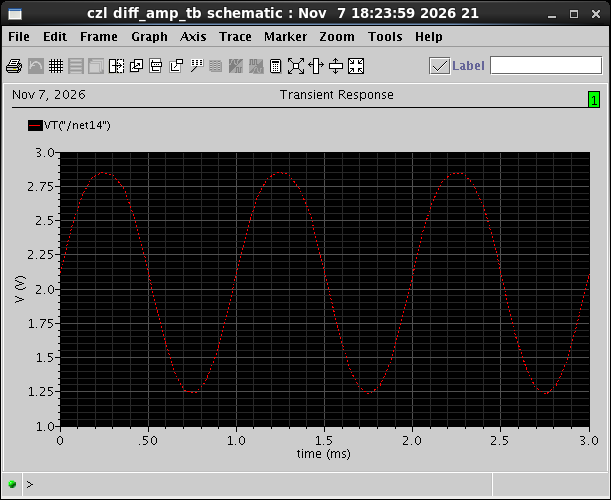 czl diff_amp_tb schematic : Nov  7 18:23:59 2026 21
File Edit Frame Graph Axis Trace Marker Zoom Tools Help
Label
Nov 7, 2026 Transient Response 1
VT("/net14")
3.0
2.75
2.5
2.25
2.0
1.75
1.5
1.25
1.0
V (V)
0 .50 1.0 1.5 2.0 2.5 3.0
time (ms)
>